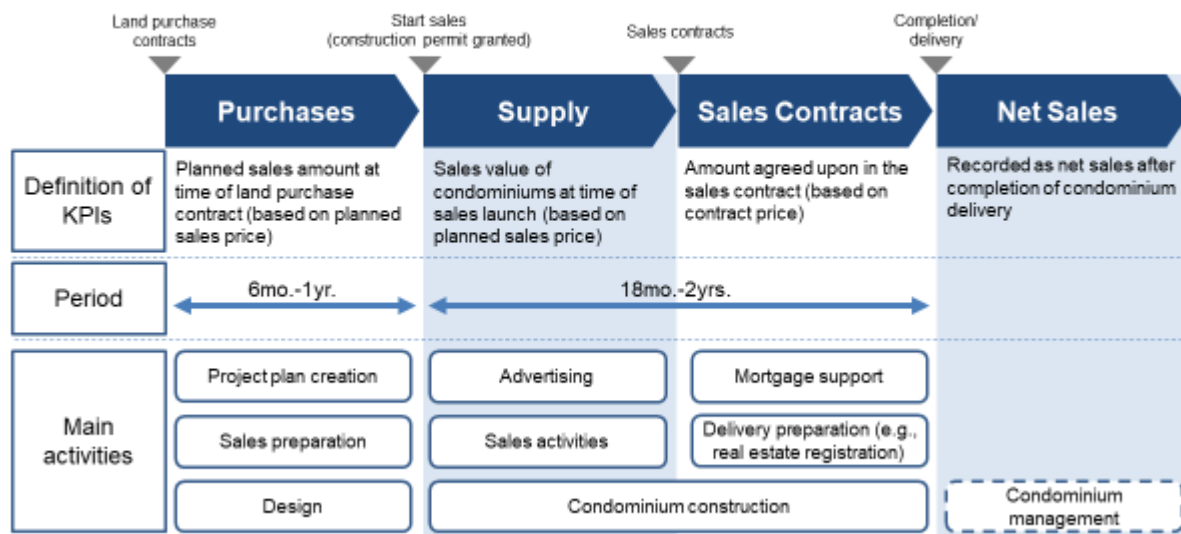 Land purchase
contracts
Start sales
(construction permit granted)
Sales contracts
Completion/
delivery
Purchases
Supply
Sales Contracts
Net Sales
Definition of
KPIs
Planned sales amount at
time of land purchase
contract (based on planned
sales price)
Sales value of
condominiums at time of
sales launch (based on
planned sales price)
Amount agreed upon in the
sales contract (based on
contract price)
Recorded as net sales after
completion of condominium
delivery
Period
6mo.-1yr.
18mo.-2yrs.
Main
activities
Project plan creation
Advertising
Mortgage support
Sales preparation
Sales activities
Delivery preparation (e.g.,
real estate registration)
Design
Condominium construction
Condominium
management